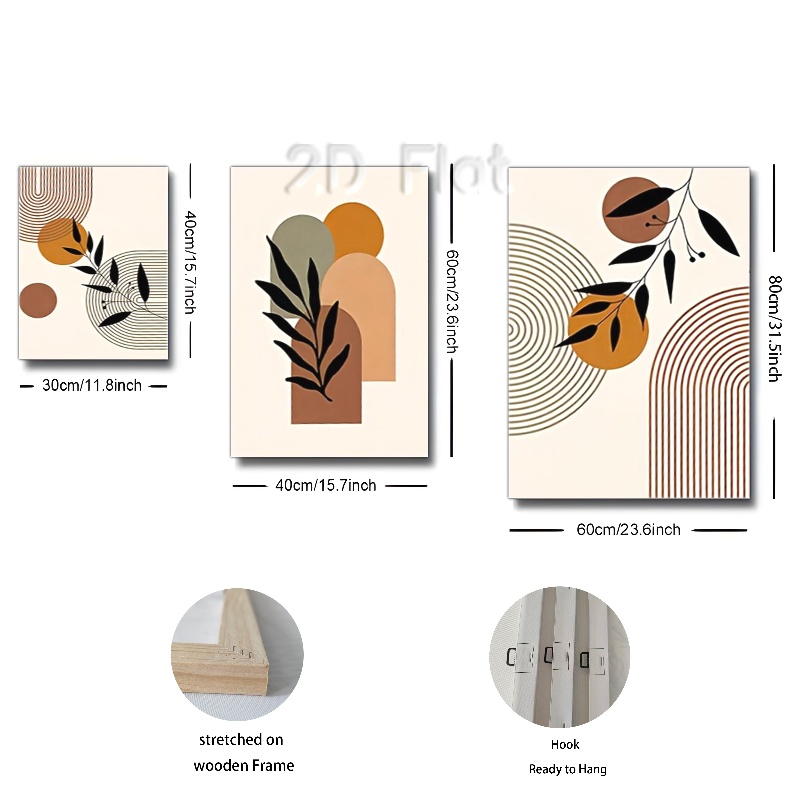 2D Flat
40cm/15.7inch
60cm/23.6inch
80cm/31.5inch
30cm/11.8inch
40cm/15.7inch
60cm/23.6inch
stretched on
wooden Frame
Hook
Ready to Hang